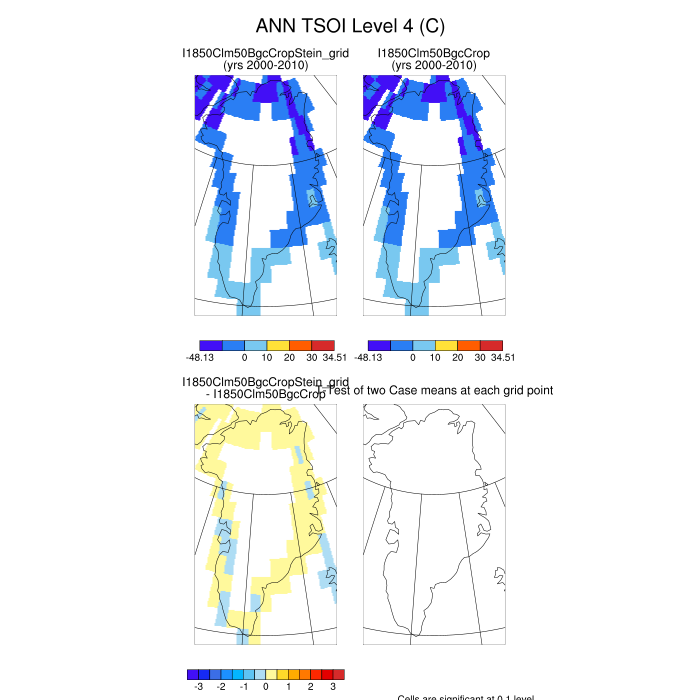 ANN TSOI Level 4 (C)
I1850Clm50BgcCropStein_grid
(yrs 2000-2010)
I1850Clm50BgcCrop
(yrs 2000-2010)
-48.13 0 10 20 30 34.51
-48.13 0 10 20 30 34.51
I1850Clm50BgcCropStein_grid
- I1850Clm50BgcCrop
T-Test of two Case means at each grid point
-3 -2 -1 0 1 2 3
Cells are significant at 0.1 level